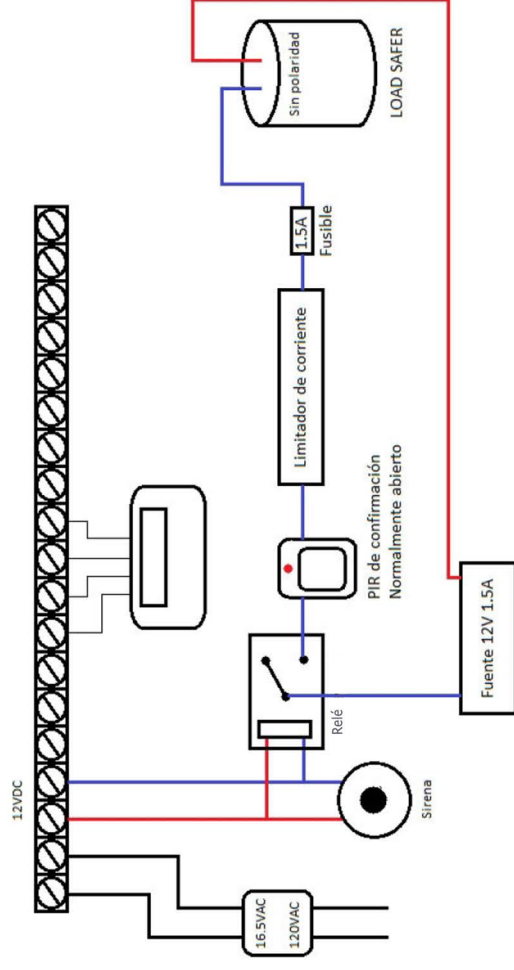 12VDC
16.5VAC
120VAC
Sirena
Relé
PIR de confirmación
Normalmente abierto
Limitador de corriente
1.5A
Fusible
Sin polaridad
LOAD SAFER
Fuente 12V 1.5A